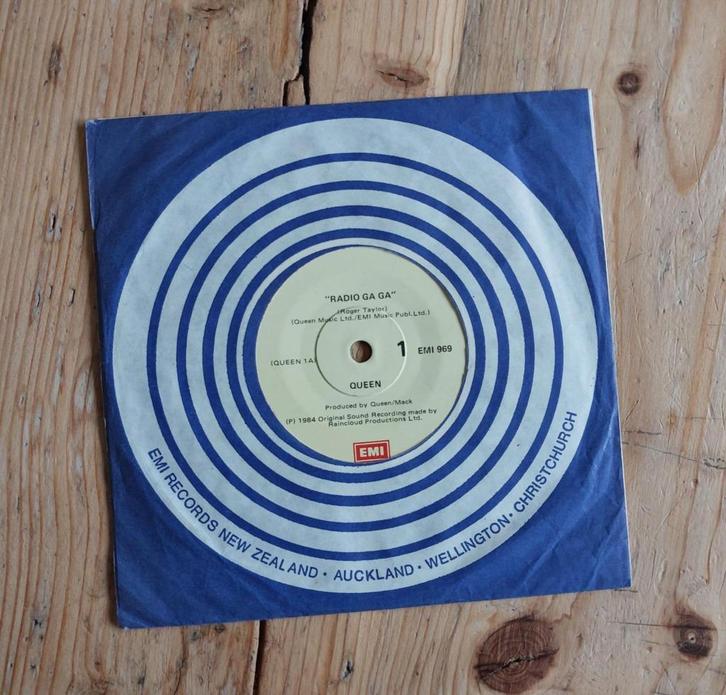 "RADIO GA GA"
(Roger Taylor)
(Queen Music Ltd./EMI Music Publ.Ltd.)
(QUEEN 1A)
1
EMI 969
QUEEN
Produced by Queen/Mack
(P) 1984 Original Sound Recording made by
Raincloud Productions Ltd.
EMI
EMI RECORDS NEW ZEALAND · AUCKLAND · WELLINGTON · CHRISTCHURCH